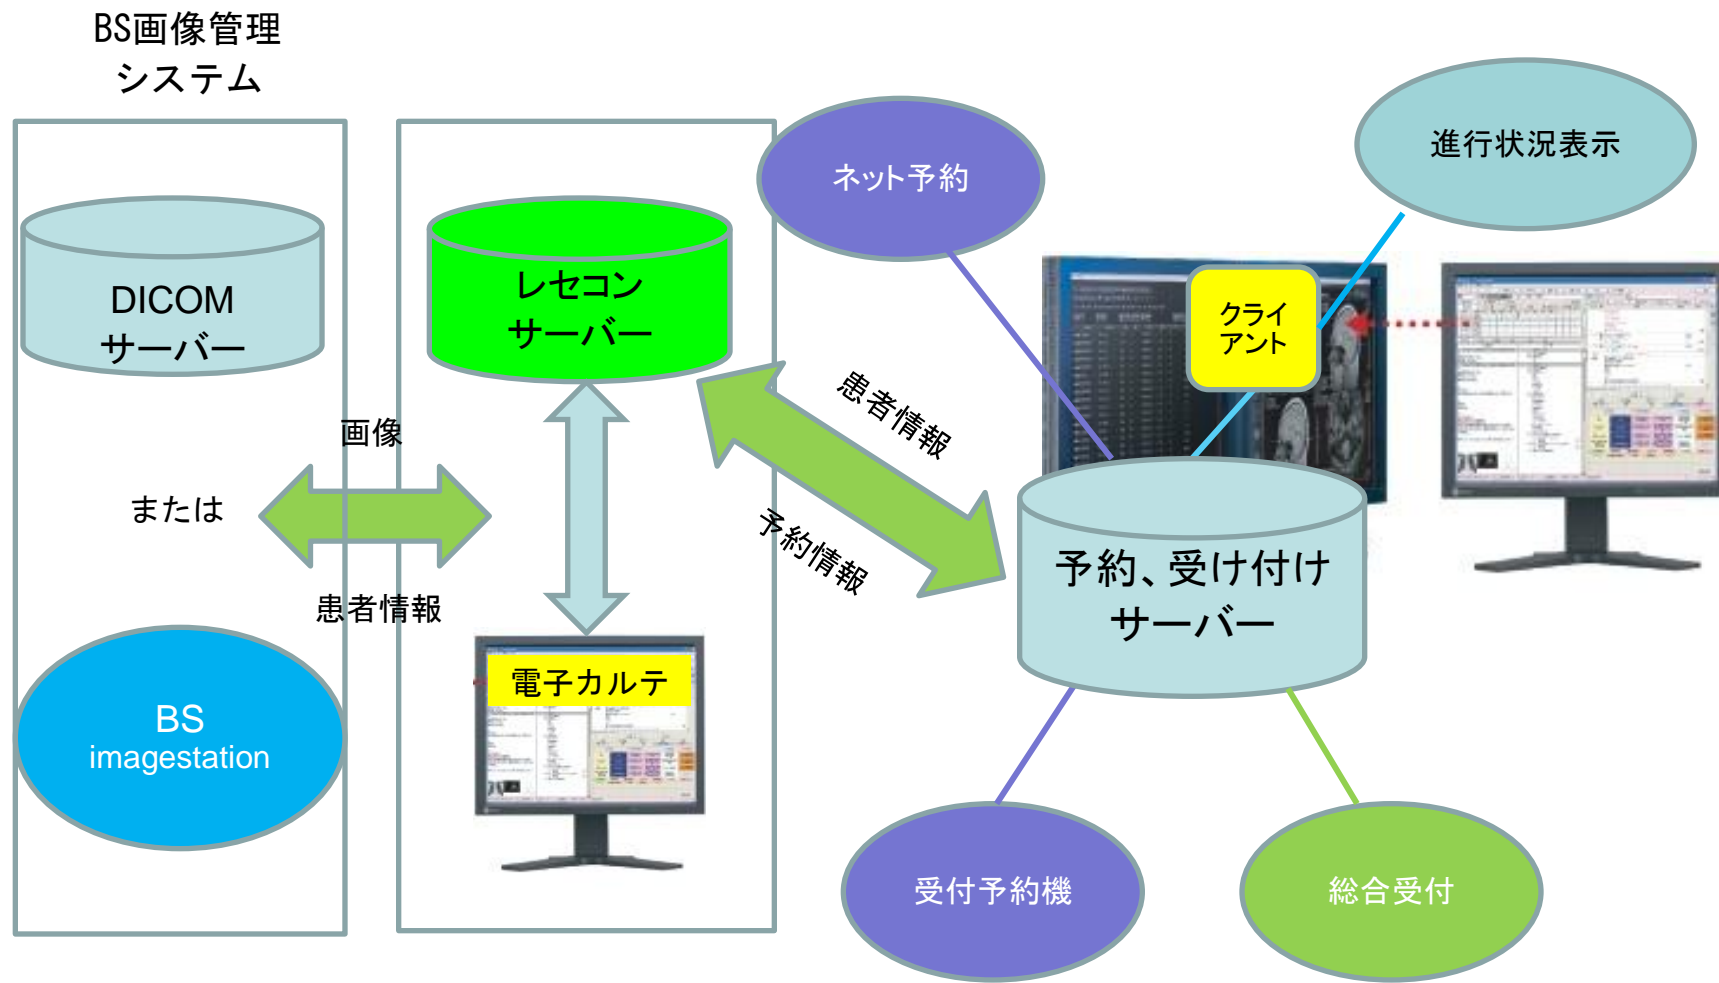 BS画像管理
システム
DICOM
サーバー
または
BS
imagestation
画像
患者情報
レセコン
サーバー
電子カルテ
患者情報
予約情報
ネット予約
クライ
アント
進行状況表示
予約、受け付け
サーバー
受付予約機
総合受付